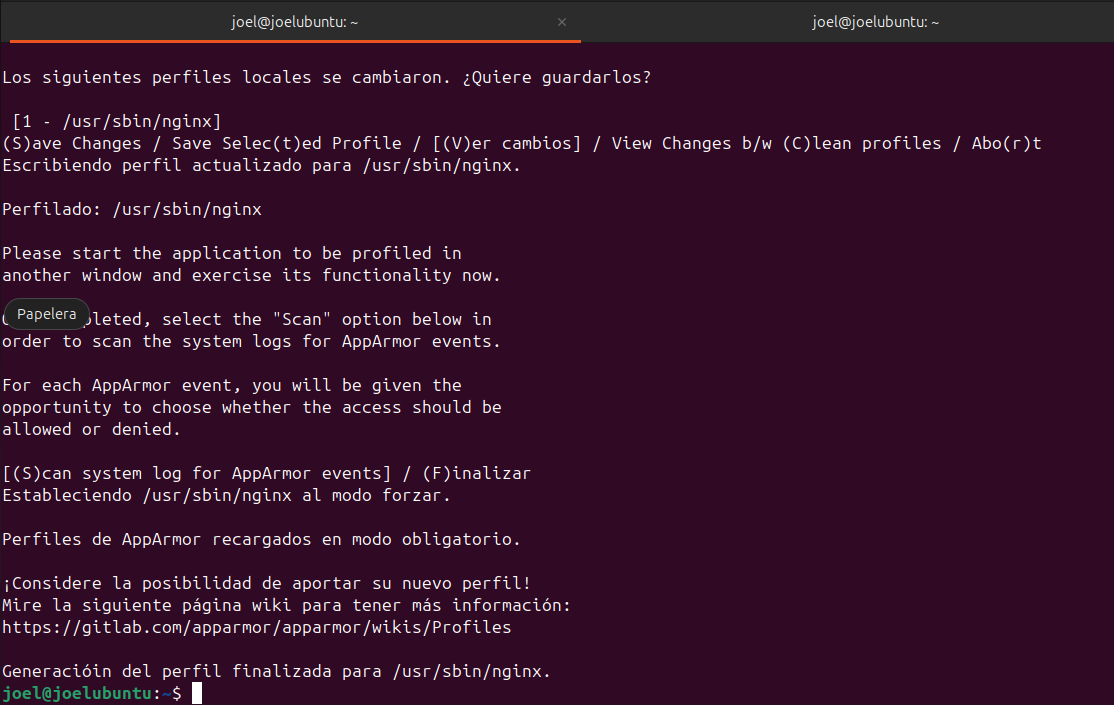 joel@joelubuntu: ~ × joel@joelubuntu: ~
Los siguientes perfiles locales se cambiaron. ¿Quiere guardarlos?
[1 - /usr/sbin/nginx]
(S)ave Changes / Save Selec(t)ed Profile / [(V)er cambios] / View Changes b/w (C)lean profiles / Abo(r)t
Escribiendo perfil actualizado para /usr/sbin/nginx.
Perfilado: /usr/sbin/nginx
Please start the application to be profiled in
another window and exercise its functionality now.
Papelera
pleted, select the "Scan" option below in
order to scan the system logs for AppArmor events.
For each AppArmor event, you will be given the
opportunity to choose whether the access should be
allowed or denied.
[(S)can system log for AppArmor events] / (F)inalizar
Estableciendo /usr/sbin/nginx al modo forzar.
Perfiles de AppArmor recargados en modo obligatorio.
¡Considere la posibilidad de aportar su nuevo perfil!
Mire la siguiente página wiki para tener más información:
https://gitlab.com/apparmor/apparmor/wikis/Profiles
Generacióin del perfil finalizada para /usr/sbin/nginx.
joel@joelubuntu:~$